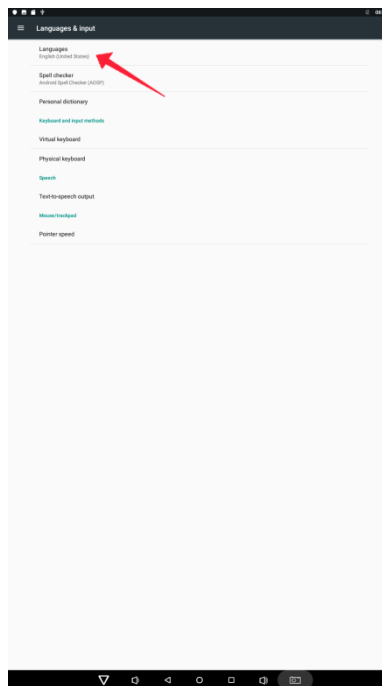 Languages & input
Languages
English (United States)
Spell checker
Android Spell Checker (AOSP)
Personal dictionary
Keyboard and input methods
Virtual keyboard
Physical keyboard
Speech
Text-to-speech output
Mouse/trackpad
Pointer speed